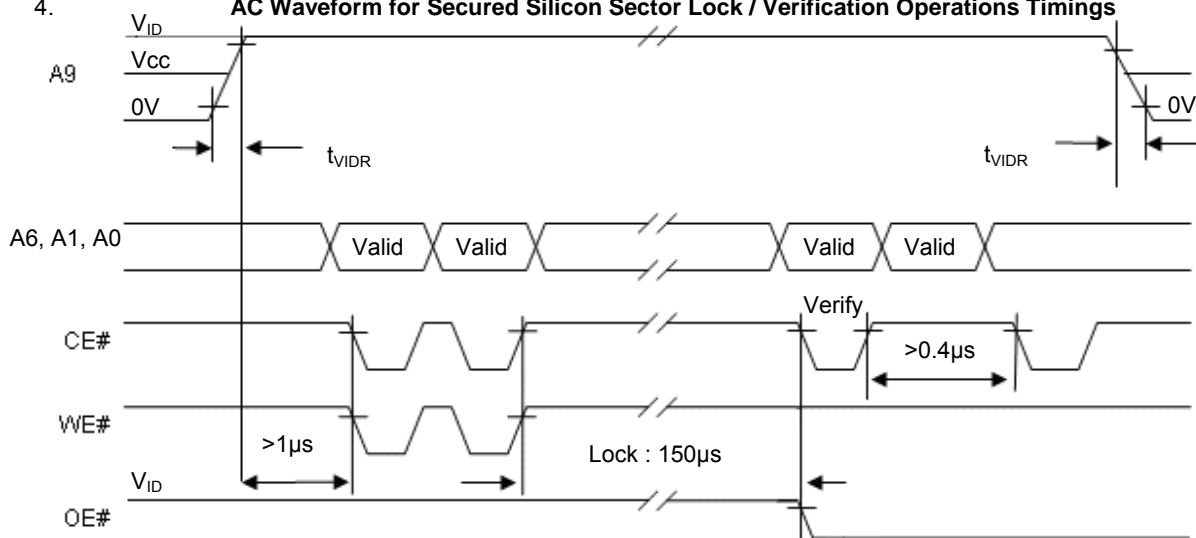 4. AC Waveform for Secured Silicon Sector Lock / Verification Operations Timings
VID
A9
Vcc
0V
0V
tVIDR
tVIDR
A6, A1, A0
Valid
Valid
Valid
Valid
Verify
CE#
>0.4µs
WE#
>1µs
Lock : 150µs
VID
OE#